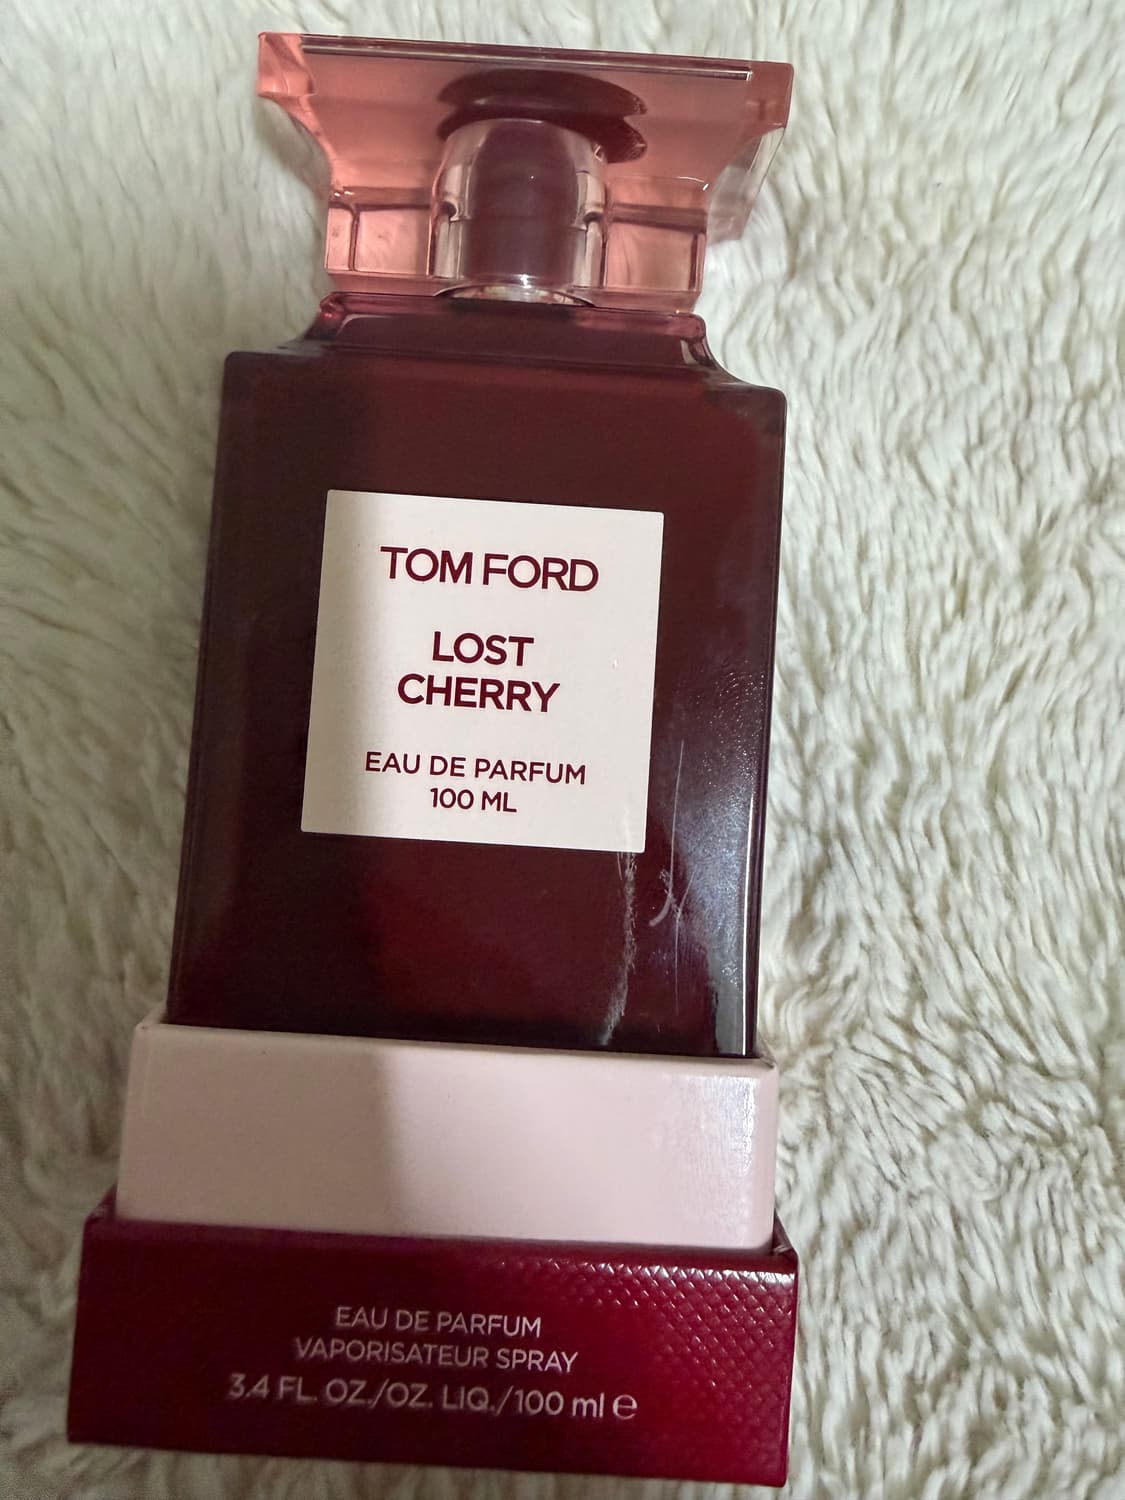 TOM FORD
LOST
CHERRY
EAU DE PARFUM
100 ML
EAU DE PARFUM
VAPORISATEUR SPRAY
3.4 FL. OZ./OZ. LIQ./100 ml ℮